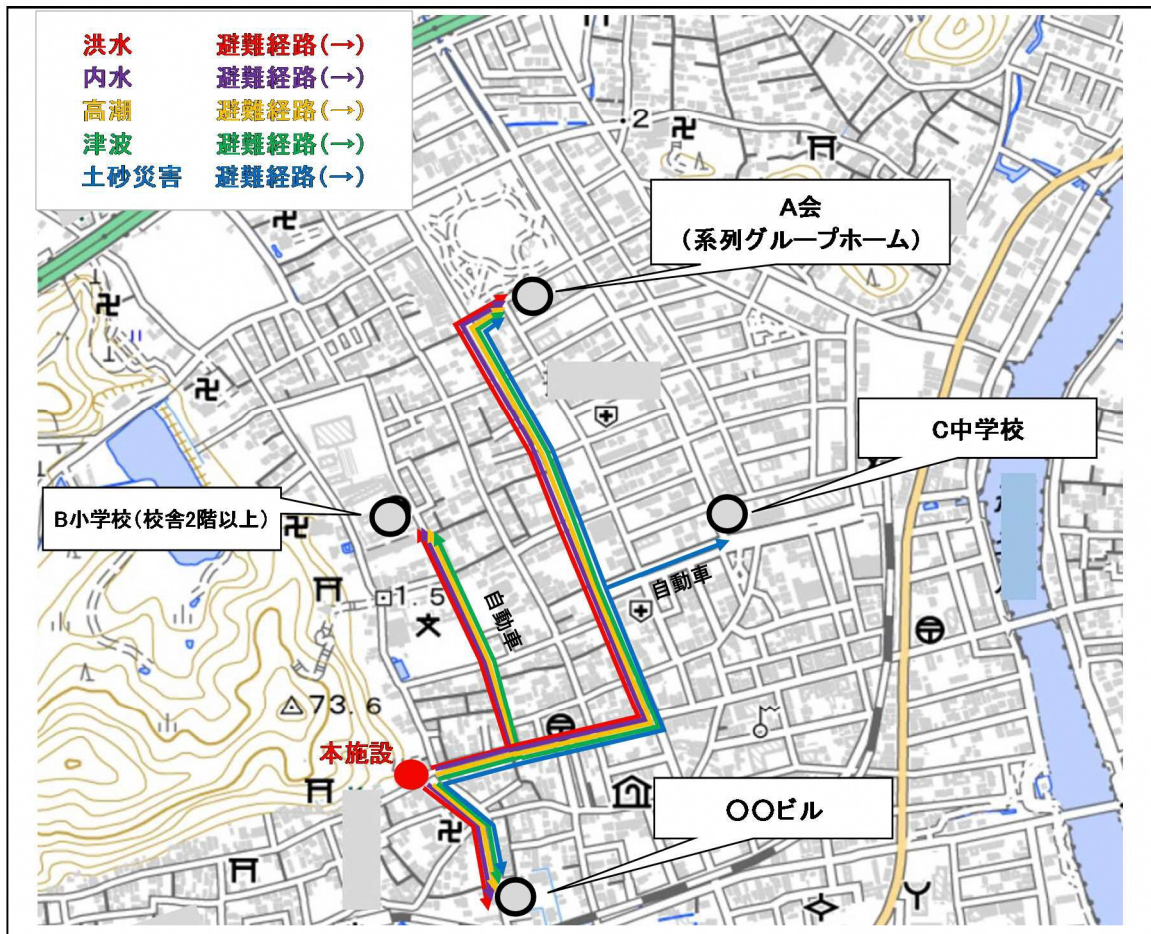 洪水 避難経路(→)
内水 避難経路(→)
高潮 避難経路(→)
津波 避難経路(→)
土砂災害 避難経路(→)
・2
A会
(系列グループホーム)
C中学校
B小学校(校舎2階以上)
自動車
1.5
自動車
73.6
本施設
〇〇ビル